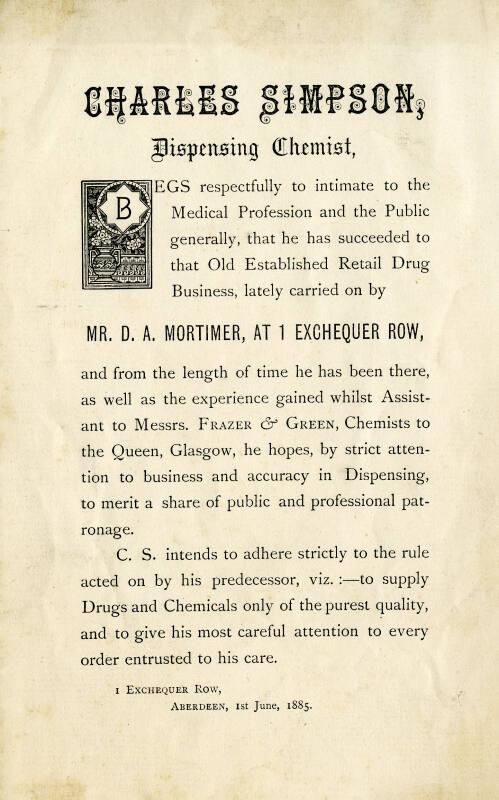 CHARLES SIMPSON,
Dispensing Chemist,
BEGS respectfully to intimate to the
Medical Profession and the Public
generally, that he has succeeded to
that Old Established Retail Drug
Business, lately carried on by
MR. D. A. MORTIMER, AT 1 EXCHEQUER ROW,
and from the length of time he has been there,
as well as the experience gained whilst Assist-
ant to Messrs. FRAZER & GREEN, Chemists to
the Queen, Glasgow, he hopes, by strict atten-
tion to business and accuracy in Dispensing,
to merit a share of public and professional pat-
ronage.
C. S. intends to adhere strictly to the rule
acted on by his predecessor, viz. :—to supply
Drugs and Chemicals only of the purest quality,
and to give his most careful attention to every
order entrusted to his care.
1 EXCHEQUER ROW,
ABERDEEN, 1st June, 1885.